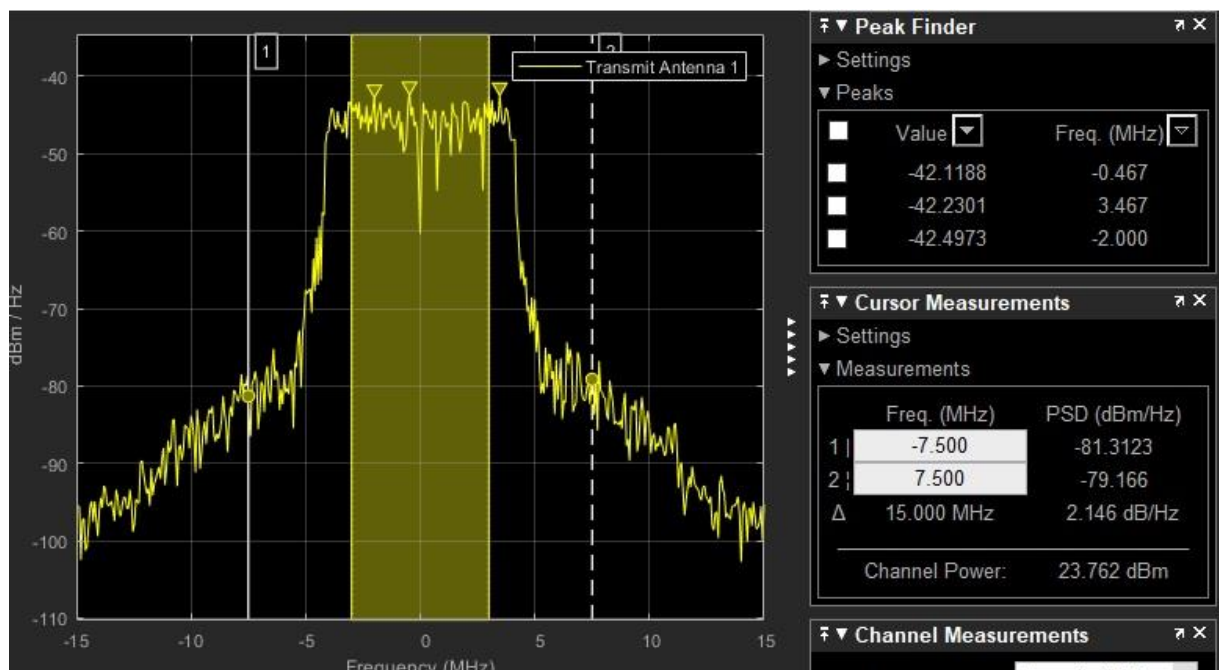 1
2
Transmit Antenna 1
-40
-50
-60
-70
-80
-90
-100
-110
dBm / Hz
-15
-10
-5
0
5
10
15
Frequency (MHz)
Peak Finder
Settings
Peaks
Value Freq. (MHz)
-42.1188 -0.467
-42.2301 3.467
-42.4973 -2.000
Cursor Measurements
Settings
Measurements
Freq. (MHz) PSD (dBm/Hz)
1 | -7.500 -81.3123
2 ¦ 7.500 -79.166
Δ 15.000 MHz 2.146 dB/Hz
Channel Power: 23.762 dBm
Channel Measurements